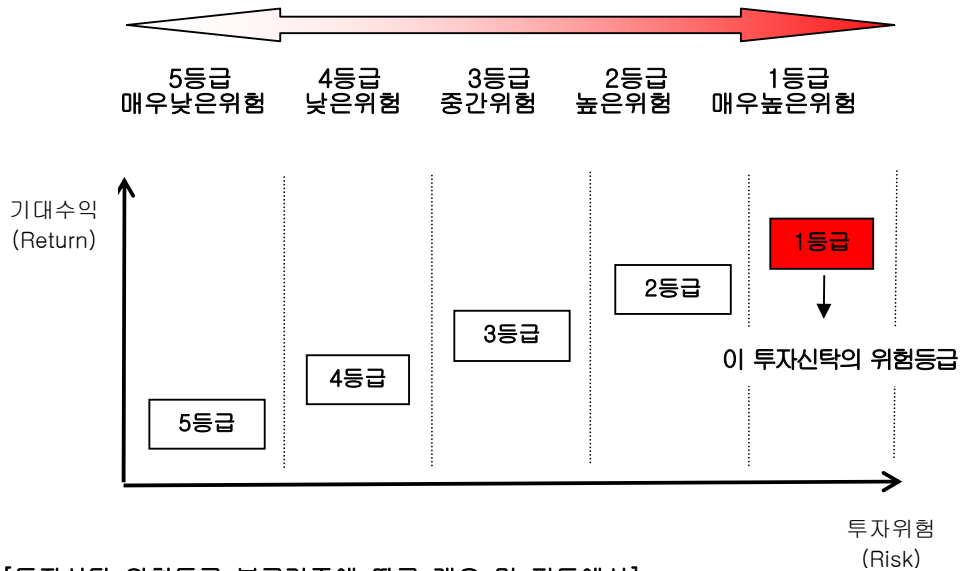 5등급 4등급 3등급 2등급 1등급
매우낮은위험 낮은위험 중간위험 높은위험 매우높은위험
기대수익
(Return)
1등급
2등급
3등급
이 투자신탁의 위험등급
4등급
5등급
투자위험
(Risk)